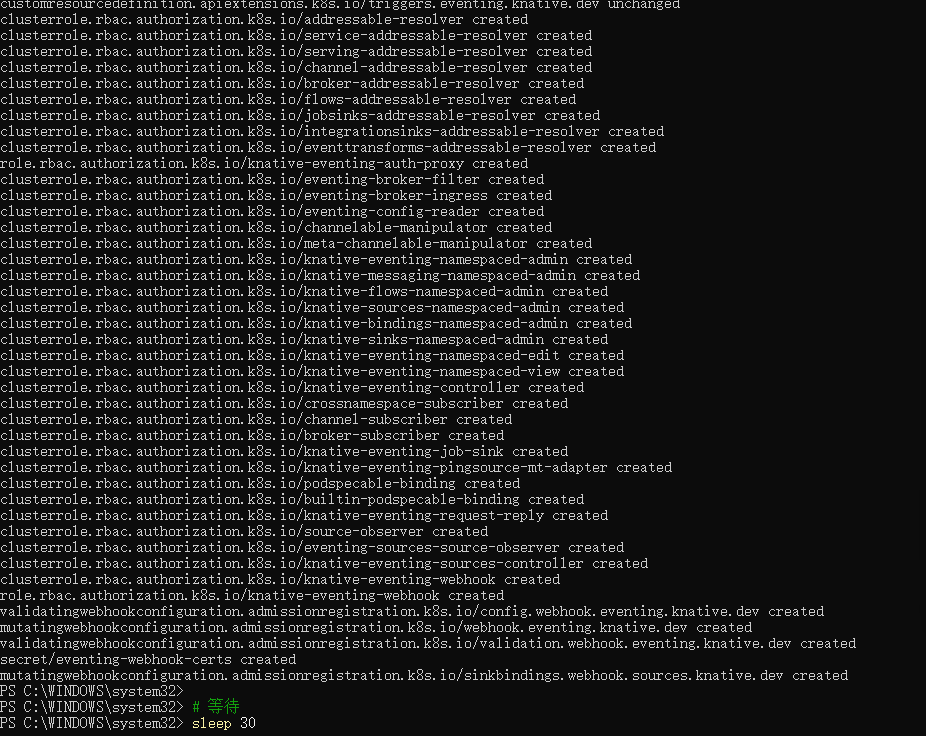 customresourcedefinition.apiextensions.k8s.io/triggers.eventing.knative.dev unchanged
clusterrole.rbac.authorization.k8s.io/addressable-resolver created
clusterrole.rbac.authorization.k8s.io/service-addressable-resolver created
clusterrole.rbac.authorization.k8s.io/serving-addressable-resolver created
clusterrole.rbac.authorization.k8s.io/channel-addressable-resolver created
clusterrole.rbac.authorization.k8s.io/broker-addressable-resolver created
clusterrole.rbac.authorization.k8s.io/flows-addressable-resolver created
clusterrole.rbac.authorization.k8s.io/jobsinks-addressable-resolver created
clusterrole.rbac.authorization.k8s.io/integrationsinks-addressable-resolver created
clusterrole.rbac.authorization.k8s.io/eventtransforms-addressable-resolver created
role.rbac.authorization.k8s.io/knative-eventing-auth-proxy created
clusterrole.rbac.authorization.k8s.io/eventing-broker-filter created
clusterrole.rbac.authorization.k8s.io/eventing-broker-ingress created
clusterrole.rbac.authorization.k8s.io/eventing-config-reader created
clusterrole.rbac.authorization.k8s.io/channelable-manipulator created
clusterrole.rbac.authorization.k8s.io/meta-channelable-manipulator created
clusterrole.rbac.authorization.k8s.io/knative-eventing-namespaced-admin created
clusterrole.rbac.authorization.k8s.io/knative-messaging-namespaced-admin created
clusterrole.rbac.authorization.k8s.io/knative-flows-namespaced-admin created
clusterrole.rbac.authorization.k8s.io/knative-sources-namespaced-admin created
clusterrole.rbac.authorization.k8s.io/knative-bindings-namespaced-admin created
clusterrole.rbac.authorization.k8s.io/knative-sinks-namespaced-admin created
clusterrole.rbac.authorization.k8s.io/knative-eventing-namespaced-edit created
clusterrole.rbac.authorization.k8s.io/knative-eventing-namespaced-view created
clusterrole.rbac.authorization.k8s.io/knative-eventing-controller created
clusterrole.rbac.authorization.k8s.io/crossnamespace-subscriber created
clusterrole.rbac.authorization.k8s.io/channel-subscriber created
clusterrole.rbac.authorization.k8s.io/broker-subscriber created
clusterrole.rbac.authorization.k8s.io/knative-eventing-job-sink created
clusterrole.rbac.authorization.k8s.io/knative-eventing-pingsource-mt-adapter created
clusterrole.rbac.authorization.k8s.io/podspecable-binding created
clusterrole.rbac.authorization.k8s.io/builtin-podspecable-binding created
clusterrole.rbac.authorization.k8s.io/knative-eventing-request-reply created
clusterrole.rbac.authorization.k8s.io/source-observer created
clusterrole.rbac.authorization.k8s.io/eventing-sources-source-observer created
clusterrole.rbac.authorization.k8s.io/knative-eventing-sources-controller created
clusterrole.rbac.authorization.k8s.io/knative-eventing-webhook created
role.rbac.authorization.k8s.io/knative-eventing-webhook created
validatingwebhookconfiguration.admissionregistration.k8s.io/config.webhook.eventing.knative.dev created
mutatingwebhookconfiguration.admissionregistration.k8s.io/webhook.eventing.knative.dev created
validatingwebhookconfiguration.admissionregistration.k8s.io/validation.webhook.eventing.knative.dev created
secret/eventing-webhook-certs created
mutatingwebhookconfiguration.admissionregistration.k8s.io/sinkbindings.webhook.sources.knative.dev created
PS C:\WINDOWS\system32>
PS C:\WINDOWS\system32> # 等待
PS C:\WINDOWS\system32> sleep 30